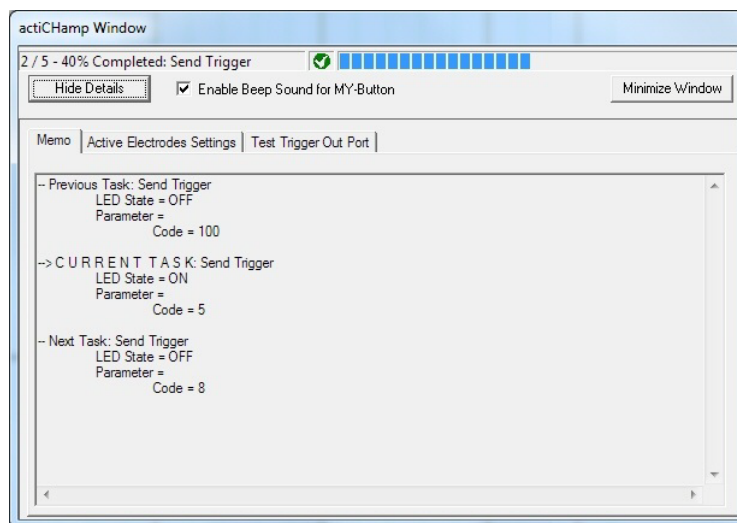 actiCHamp Window
2 / 5 - 40% Completed: Send Trigger
Hide Details
Enable Beep Sound for MY-Button
Minimize Window
Memo
Active Electrodes Settings
Test Trigger Out Port
-- Previous Task: Send Trigger
LED State = OFF
Parameter =
Code = 100
--> C U R R E N T  T A S K: Send Trigger
LED State = ON
Parameter =
Code = 5
-- Next Task: Send Trigger
LED State = OFF
Parameter =
Code = 8